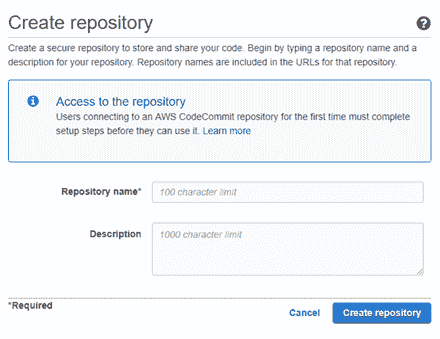 Create repository
?
Create a secure repository to store and share your code. Begin by typing a repository name and a
description for your repository. Repository names are included in the URLs for that repository.
i
Access to the repository
Users connecting to an AWS CodeCommit repository for the first time must complete
setup steps before they can use it. Learn more
Repository name*
100 character limit
Description
1000 character limit
*Required
Cancel
Create repository